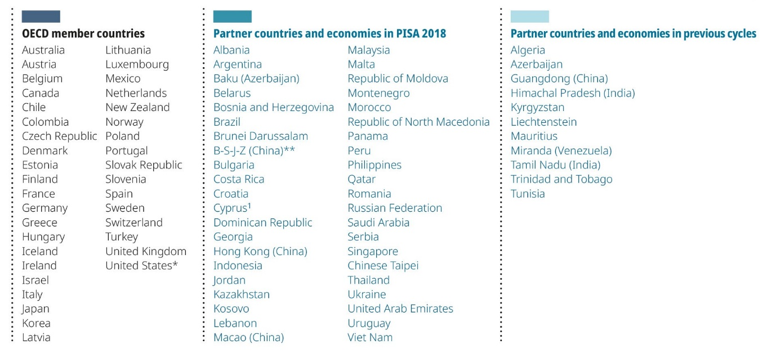 OECD member countries
Australia
Austria
Belgium
Canada
Chile
Colombia
Czech Republic
Denmark
Estonia
Finland
France
Germany
Greece
Hungary
Iceland
Ireland
Israel
Italy
Japan
Korea
Latvia
Lithuania
Luxembourg
Mexico
Netherlands
New Zealand
Norway
Poland
Portugal
Slovak Republic
Slovenia
Spain
Sweden
Switzerland
Turkey
United Kingdom
United States*
Partner countries and economies in PISA 2018
Albania
Argentina
Baku (Azerbaijan)
Belarus
Bosnia and Herzegovina
Brazil
Brunei Darussalam
B-S-J-Z (China)**
Bulgaria
Costa Rica
Croatia
Cyprus¹
Dominican Republic
Georgia
Hong Kong (China)
Indonesia
Jordan
Kazakhstan
Kosovo
Lebanon
Macao (China)
Malaysia
Malta
Republic of Moldova
Montenegro
Morocco
Republic of North Macedonia
Panama
Peru
Philippines
Qatar
Romania
Russian Federation
Saudi Arabia
Serbia
Singapore
Chinese Taipei
Thailand
Ukraine
United Arab Emirates
Uruguay
Viet Nam
Partner countries and economies in previous cycles
Algeria
Azerbaijan
Guangdong (China)
Himachal Pradesh (India)
Kyrgyzstan
Liechtenstein
Mauritius
Miranda (Venezuela)
Tamil Nadu (India)
Trinidad and Tobago
Tunisia